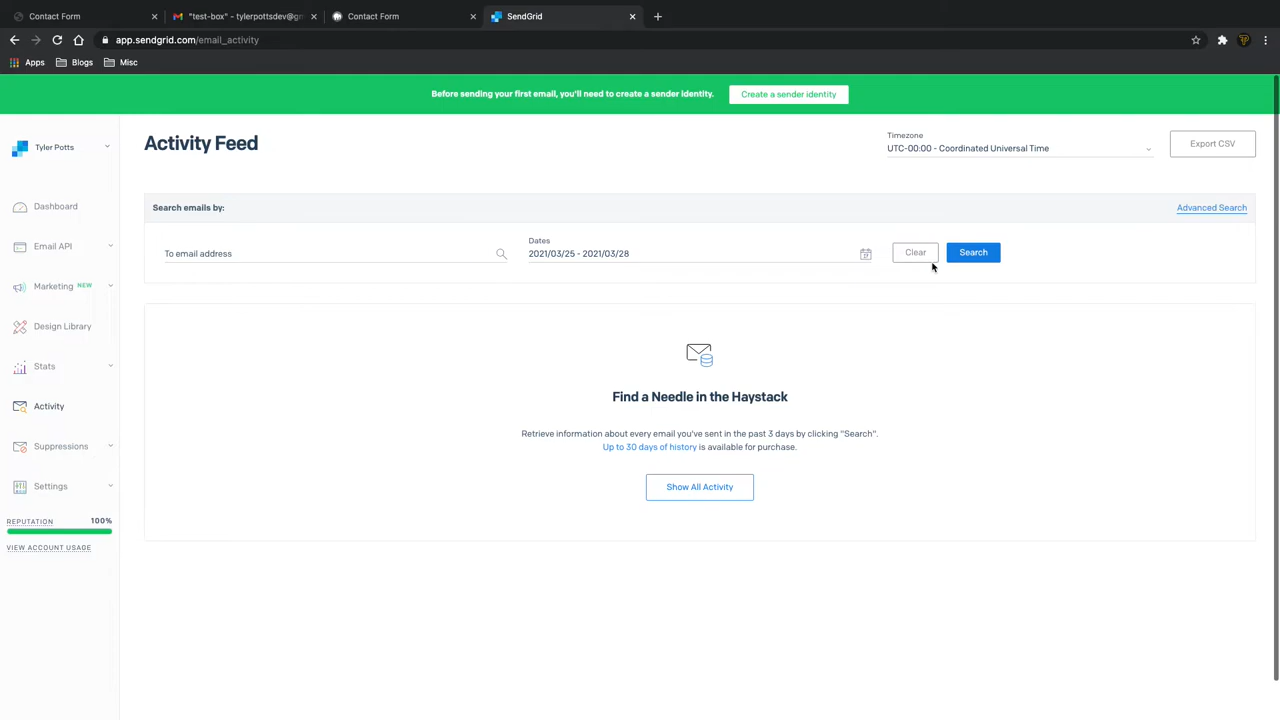 Contact Form
"test-box" - tylerpottsdev@gm
Contact Form
SendGrid
app.sendgrid.com/email_activity
Apps
Blogs
Misc
Before sending your first email, you'll need to create a sender identity.
Create a sender identity
Tyler Potts
Activity Feed
Timezone
UTC-00:00 - Coordinated Universal Time
Export CSV
Dashboard
Email API
Marketing NEW
Design Library
Stats
Activity
Suppressions
Settings
REPUTATION 100%
VIEW ACCOUNT USAGE
Search emails by:
Advanced Search
To email address
Dates
2021/03/25 - 2021/03/28
Clear
Search
Find a Needle in the Haystack
Retrieve information about every email you've sent in the past 3 days by clicking "Search".
Up to 30 days of history is available for purchase.
Show All Activity